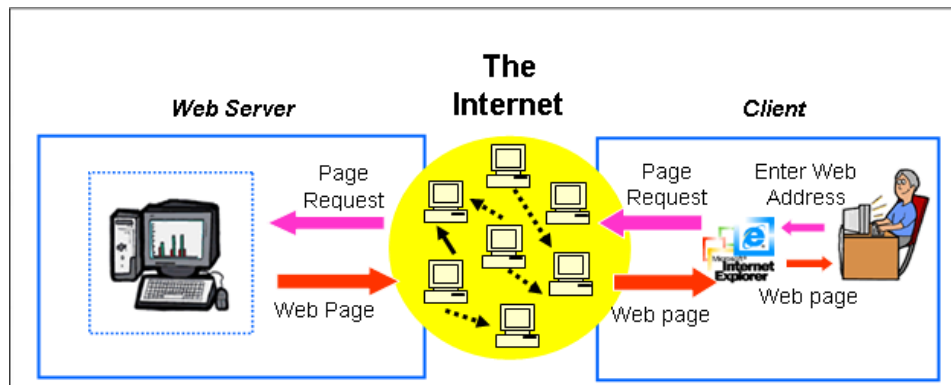 The
Internet
Web Server
Client
Page
Request
Web Page
Page
Request
Web page
Enter Web
Address
Microsoft
Internet
Explorer
Web page